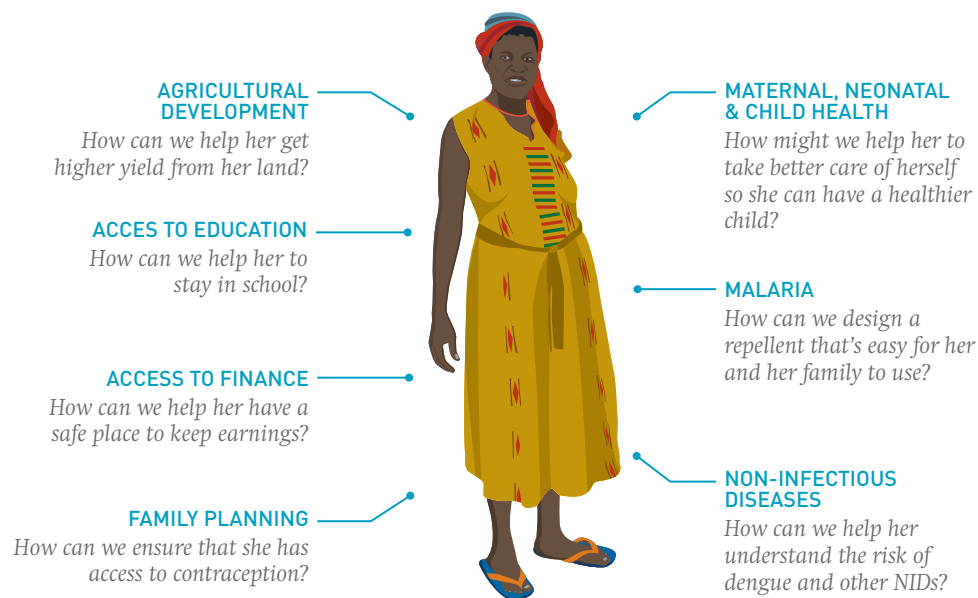 AGRICULTURAL
DEVELOPMENT
How can we help her get
higher yield from her land?
ACCES TO EDUCATION
How can we help her to
stay in school?
ACCESS TO FINANCE
How can we help her have a
safe place to keep earnings?
FAMILY PLANNING
How can we ensure that she has
access to contraception?
MATERNAL, NEONATAL
& CHILD HEALTH
How might we help her to
take better care of herself
so she can have a healthier
child?
MALARIA
How can we design a
repellent that’s easy for her
and her family to use?
NON-INFECTIOUS
DISEASES
How can we help her
understand the risk of
dengue and other NIDs?